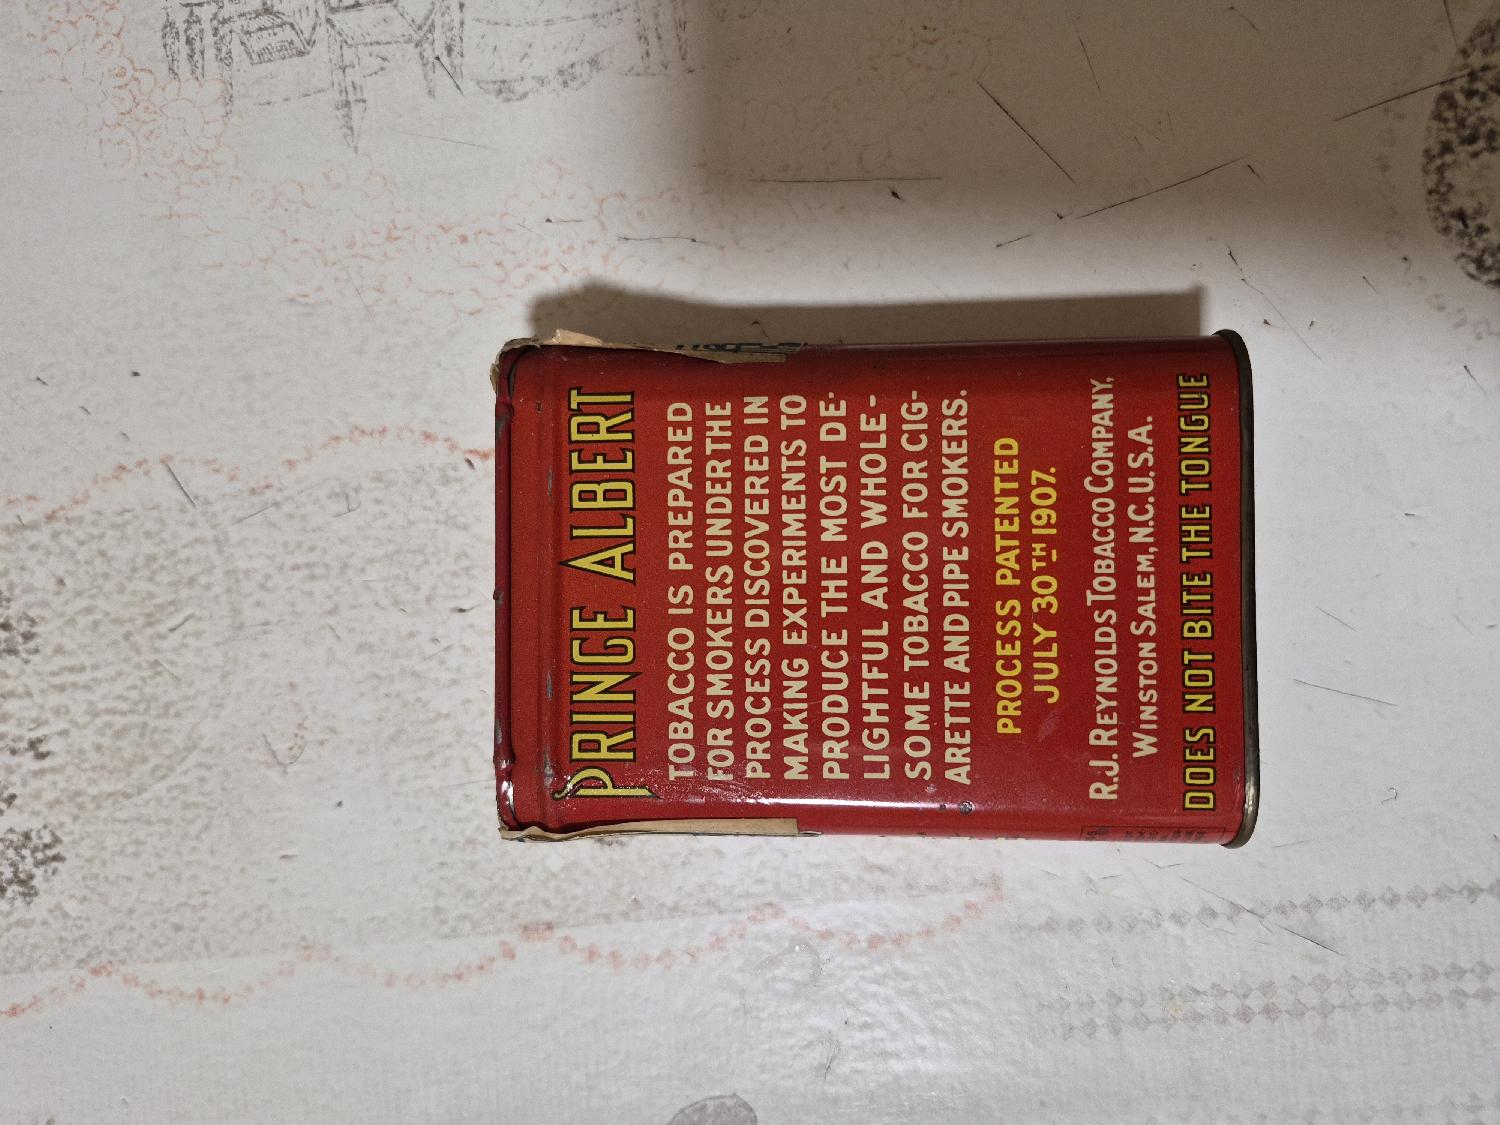 PRINCE ALBERT
TOBACCO IS PREPARED
FOR SMOKERS UNDER THE
PROCESS DISCOVERED IN
MAKING EXPERIMENTS TO
PRODUCE THE MOST DE-
LIGHTFUL AND WHOLE-
SOME TOBACCO FOR CIG-
ARETTE AND PIPE SMOKERS.
PROCESS PATENTED
JULY 30TH 1907.
R.J. REYNOLDS TOBACCO COMPANY,
WINSTON SALEM, N.C. U.S.A.
DOES NOT BITE THE TONGUE